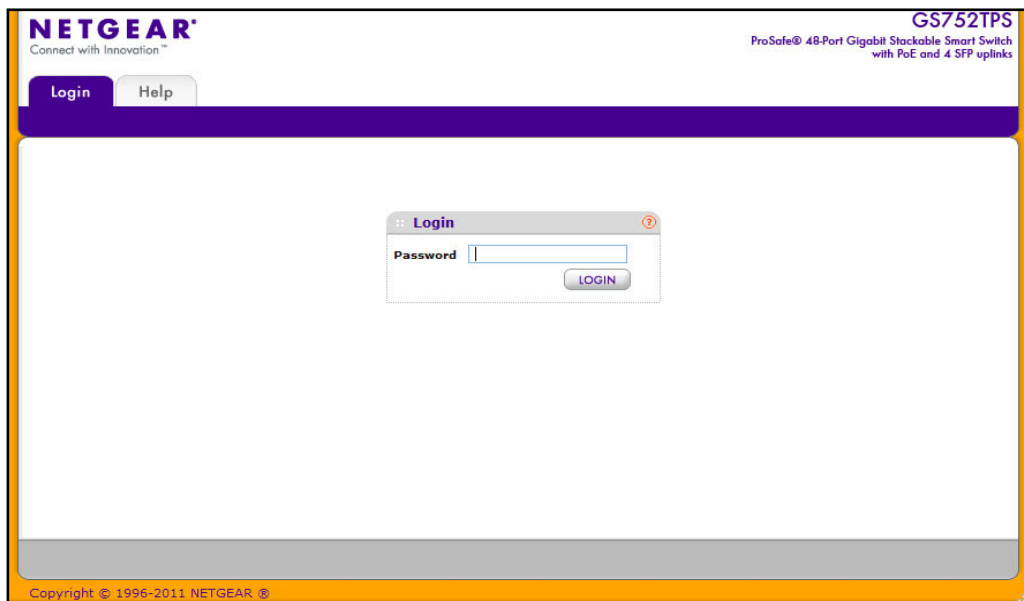 NETGEAR®
Connect with Innovation™
GS752TPS
ProSafe® 48-Port Gigabit Stackable Smart Switch
with PoE and 4 SFP uplinks
Login
Help
Login
?
Password
LOGIN
Copyright © 1996-2011 NETGEAR ®